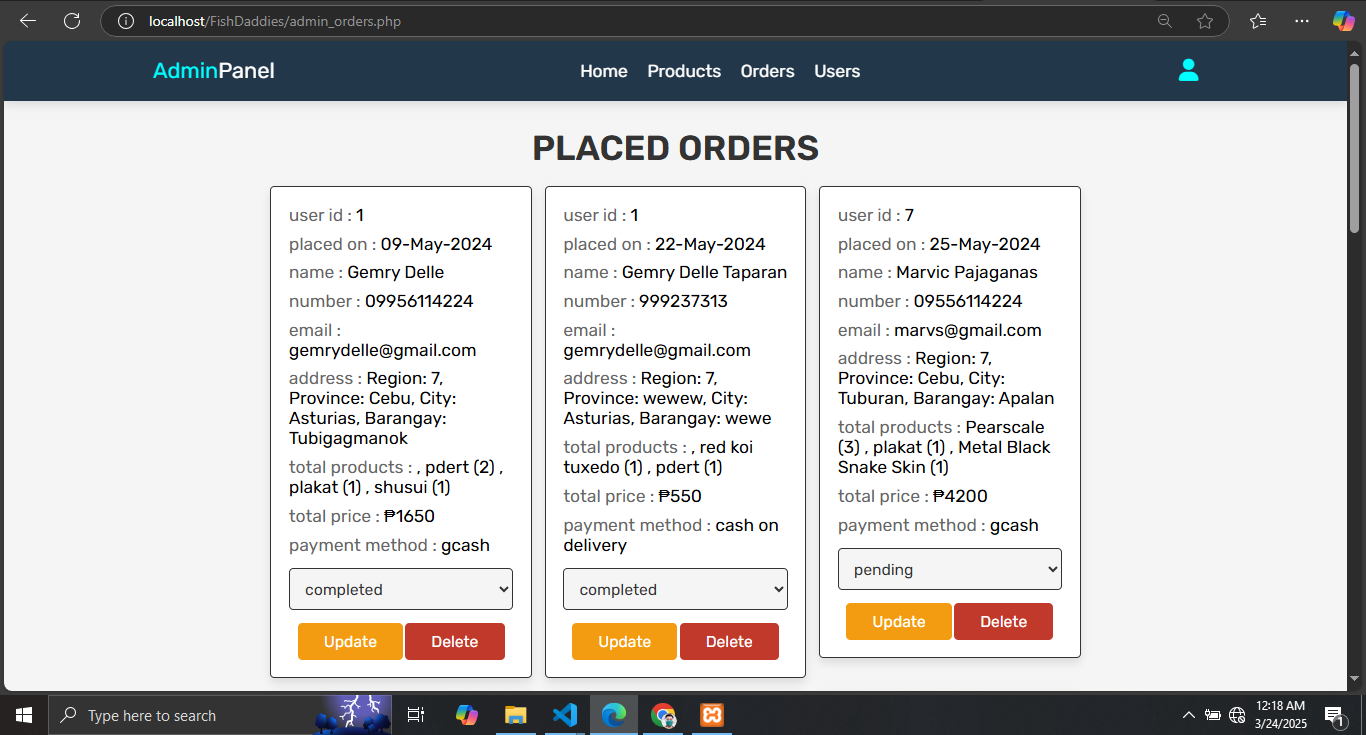 localhost/FishDaddies/admin_orders.php
AdminPanel
Home Products Orders Users
PLACED ORDERS
user id : 1
placed on : 09-May-2024
name : Gemry Delle
number : 09956114224
email :
gemrydelle@gmail.com
address : Region: 7,
Province: Cebu, City:
Asturias, Barangay:
Tubigagmanok
total products : , pdert (2) ,
plakat (1) , shusui (1)
total price : ₱1650
payment method : gcash
completed
Update Delete
user id : 1
placed on : 22-May-2024
name : Gemry Delle Taparan
number : 999237313
email :
gemrydelle@gmail.com
address : Region: 7,
Province: wewew, City:
Asturias, Barangay: wewe
total products : , red koi
tuxedo (1) , pdert (1)
total price : ₱550
payment method : cash on
delivery
completed
Update Delete
user id : 7
placed on : 25-May-2024
name : Marvic Pajaganas
number : 09556114224
email : marvs@gmail.com
address : Region: 7,
Province: Cebu, City:
Tuburan, Barangay: Apalan
total products : Pearscale
(3) , plakat (1) , Metal Black
Snake Skin (1)
total price : ₱4200
payment method : gcash
pending
Update Delete
Type here to search
12:18 AM
3/24/2025
1